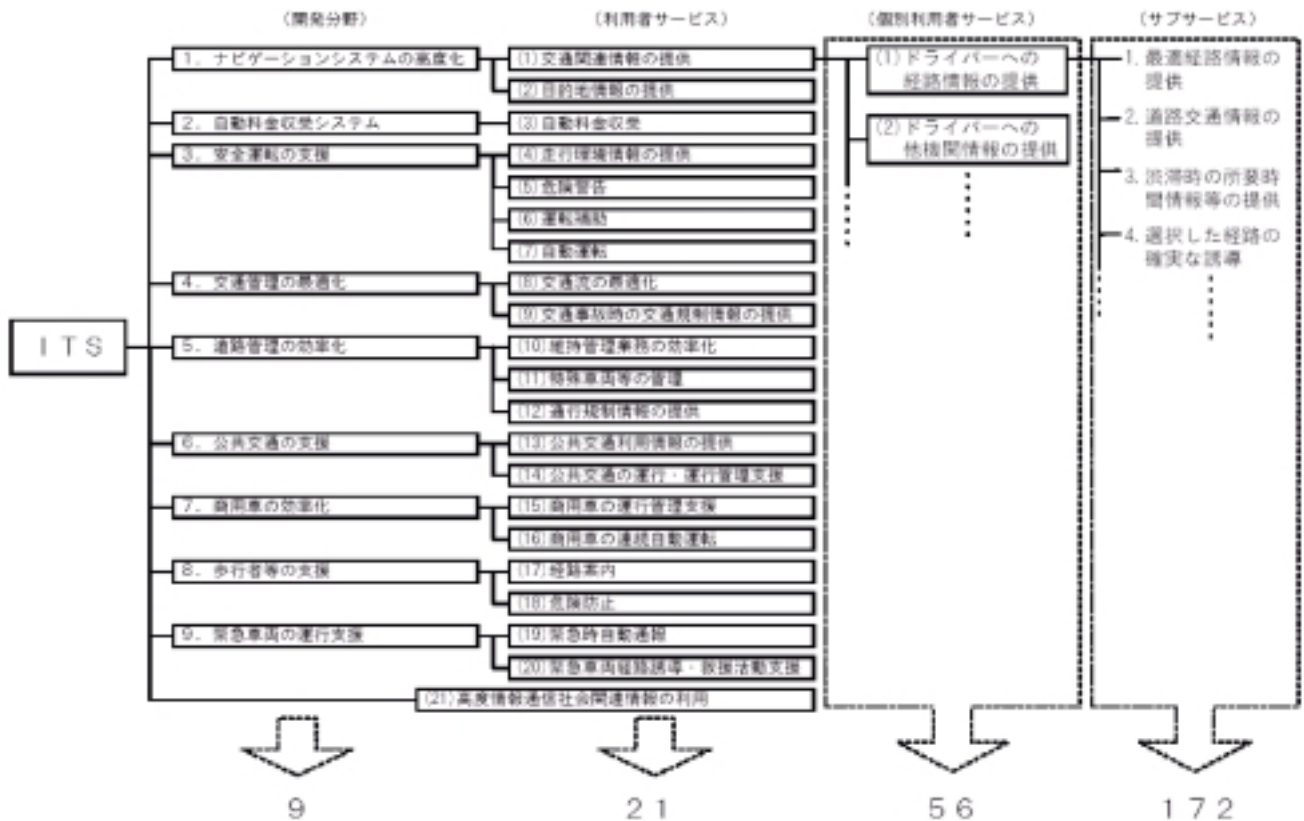 (開発分野)
(利用者サービス)
(個別利用者サービス)
(サブサービス)
ITS
1. ナビゲーションシステムの高度化
2. 自動料金収受システム
3. 安全運転の支援
4. 交通管理の最適化
5. 道路管理の効率化
6. 公共交通の支援
7. 商用車の効率化
8. 歩行者等の支援
9. 緊急車両の運行支援
(1)交通関連情報の提供
(2)目的地情報の提供
(3)自動料金収受
(4)走行環境情報の提供
(5)危険警告
(6)運転補助
(7)自動運転
(8)交通流の最適化
(9)交通事故時の交通規制情報の提供
(10)維持管理業務の効率化
(11)特殊車両等の管理
(12)通行規制情報の提供
(13)公共交通利用情報の提供
(14)公共交通の運行・運行管理支援
(15)商用車の運行管理支援
(16)商用車の連続自動運転
(17)経路案内
(18)危険防止
(19)緊急時自動通報
(20)緊急車両経路誘導・救援活動支援
(21)高度情報通信社会関連情報の利用
(1)ドライバーへの
経路情報の提供
(2)ドライバーへの
他機関情報の提供
1. 最適経路情報の
提供
2. 道路交通情報の
提供
3. 渋滞時の所要時
間情報等の提供
4. 選択した経路の
確実な誘導
9
21
56
172